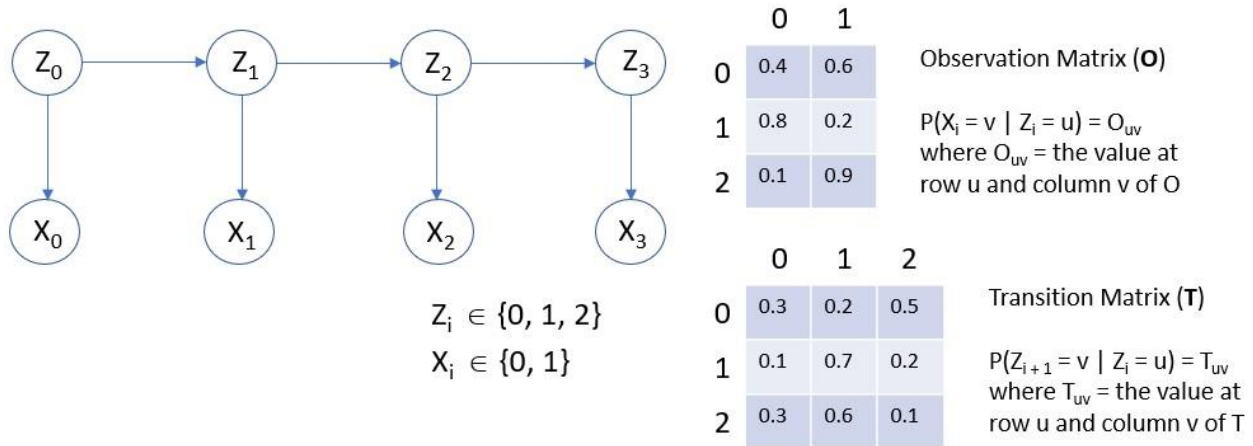 Z₀ Z₁ Z₂ Z₃
X₀ X₁ X₂ X₃
Zᵢ ∈ {0, 1, 2}
Xᵢ ∈ {0, 1}
0 1
0 0.4 0.6
1 0.8 0.2
2 0.1 0.9
Observation Matrix (O)
P(Xᵢ = v | Zᵢ = u) = Oᵤᵥ
where Oᵤᵥ = the value at
row u and column v of O
0 1 2
0 0.3 0.2 0.5
1 0.1 0.7 0.2
2 0.3 0.6 0.1
Transition Matrix (T)
P(Zᵢ ₊ ₁ = v | Zᵢ = u) = Tᵤᵥ
where Tᵤᵥ = the value at
row u and column v of T